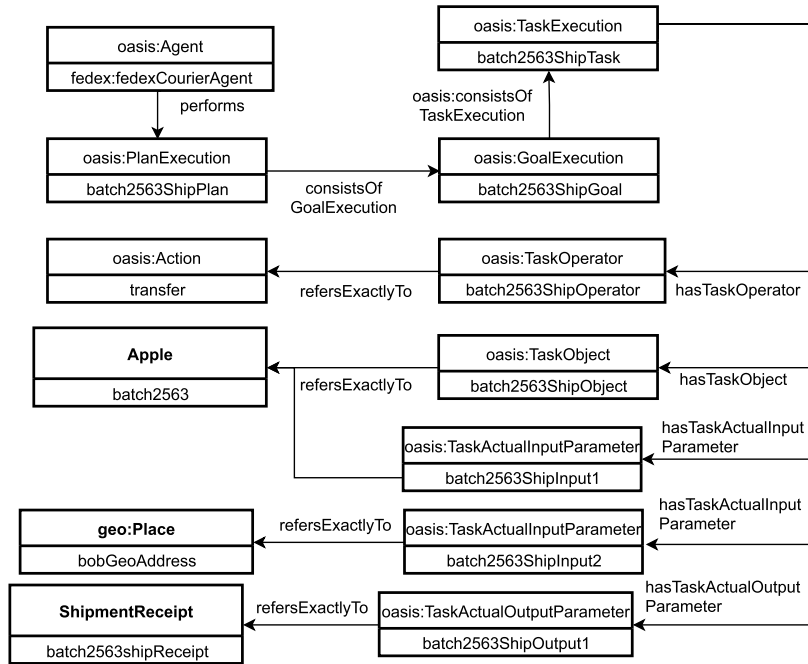 oasis:TaskExecution
batch2563ShipTask
oasis:Agent
fedex:fedexCourierAgent
performs
oasis:consistsOf
TaskExecution
oasis:PlanExecution
batch2563ShipPlan
consistsOf
GoalExecution
oasis:GoalExecution
batch2563ShipGoal
oasis:Action
transfer
refersExactlyTo
oasis:TaskOperator
batch2563ShipOperator
hasTaskOperator
Apple
batch2563
refersExactlyTo
oasis:TaskObject
batch2563ShipObject
hasTaskObject
oasis:TaskActualInputParameter
batch2563ShipInput1
hasTaskActualInput
Parameter
geo:Place
bobGeoAddress
refersExactlyTo
oasis:TaskActualInputParameter
batch2563ShipInput2
hasTaskActualInput
Parameter
ShipmentReceipt
batch2563shipReceipt
refersExactlyTo
oasis:TaskActualOutputParameter
batch2563ShipOutput1
hasTaskActualOutput
Parameter